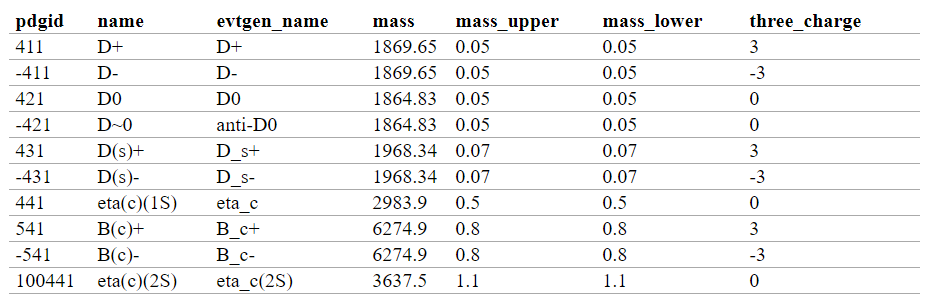 pdgid name evtgen_name mass mass_upper mass_lower three_charge
411 D+ D+ 1869.65 0.05 0.05 3
-411 D- D- 1869.65 0.05 0.05 -3
421 D0 D0 1864.83 0.05 0.05 0
-421 D~0 anti-D0 1864.83 0.05 0.05 0
431 D(s)+ D_s+ 1968.34 0.07 0.07 3
-431 D(s)- D_s- 1968.34 0.07 0.07 -3
441 eta(c)(1S) eta_c 2983.9 0.5 0.5 0
541 B(c)+ B_c+ 6274.9 0.8 0.8 3
-541 B(c)- B_c- 6274.9 0.8 0.8 -3
100441 eta(c)(2S) eta_c(2S) 3637.5 1.1 1.1 0